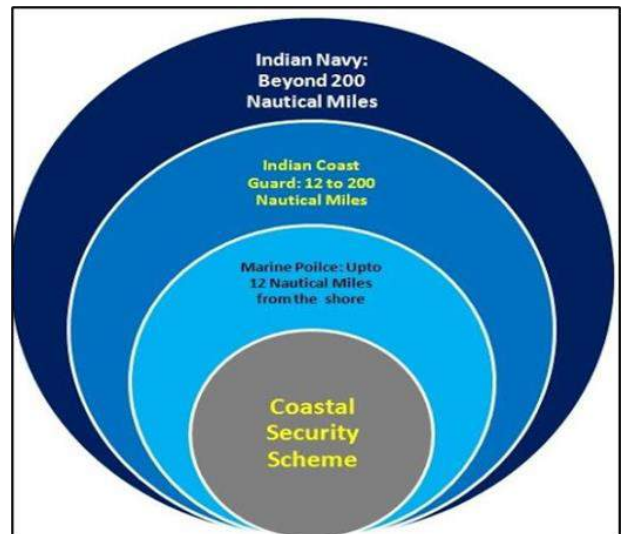 Indian Navy:
Beyond 200
Nautical Miles
Indian Coast
Guard: 12 to 200
Nautical Miles
Marine Poilce: Upto
12 Nautical Miles
from the shore
Coastal
Security
Scheme